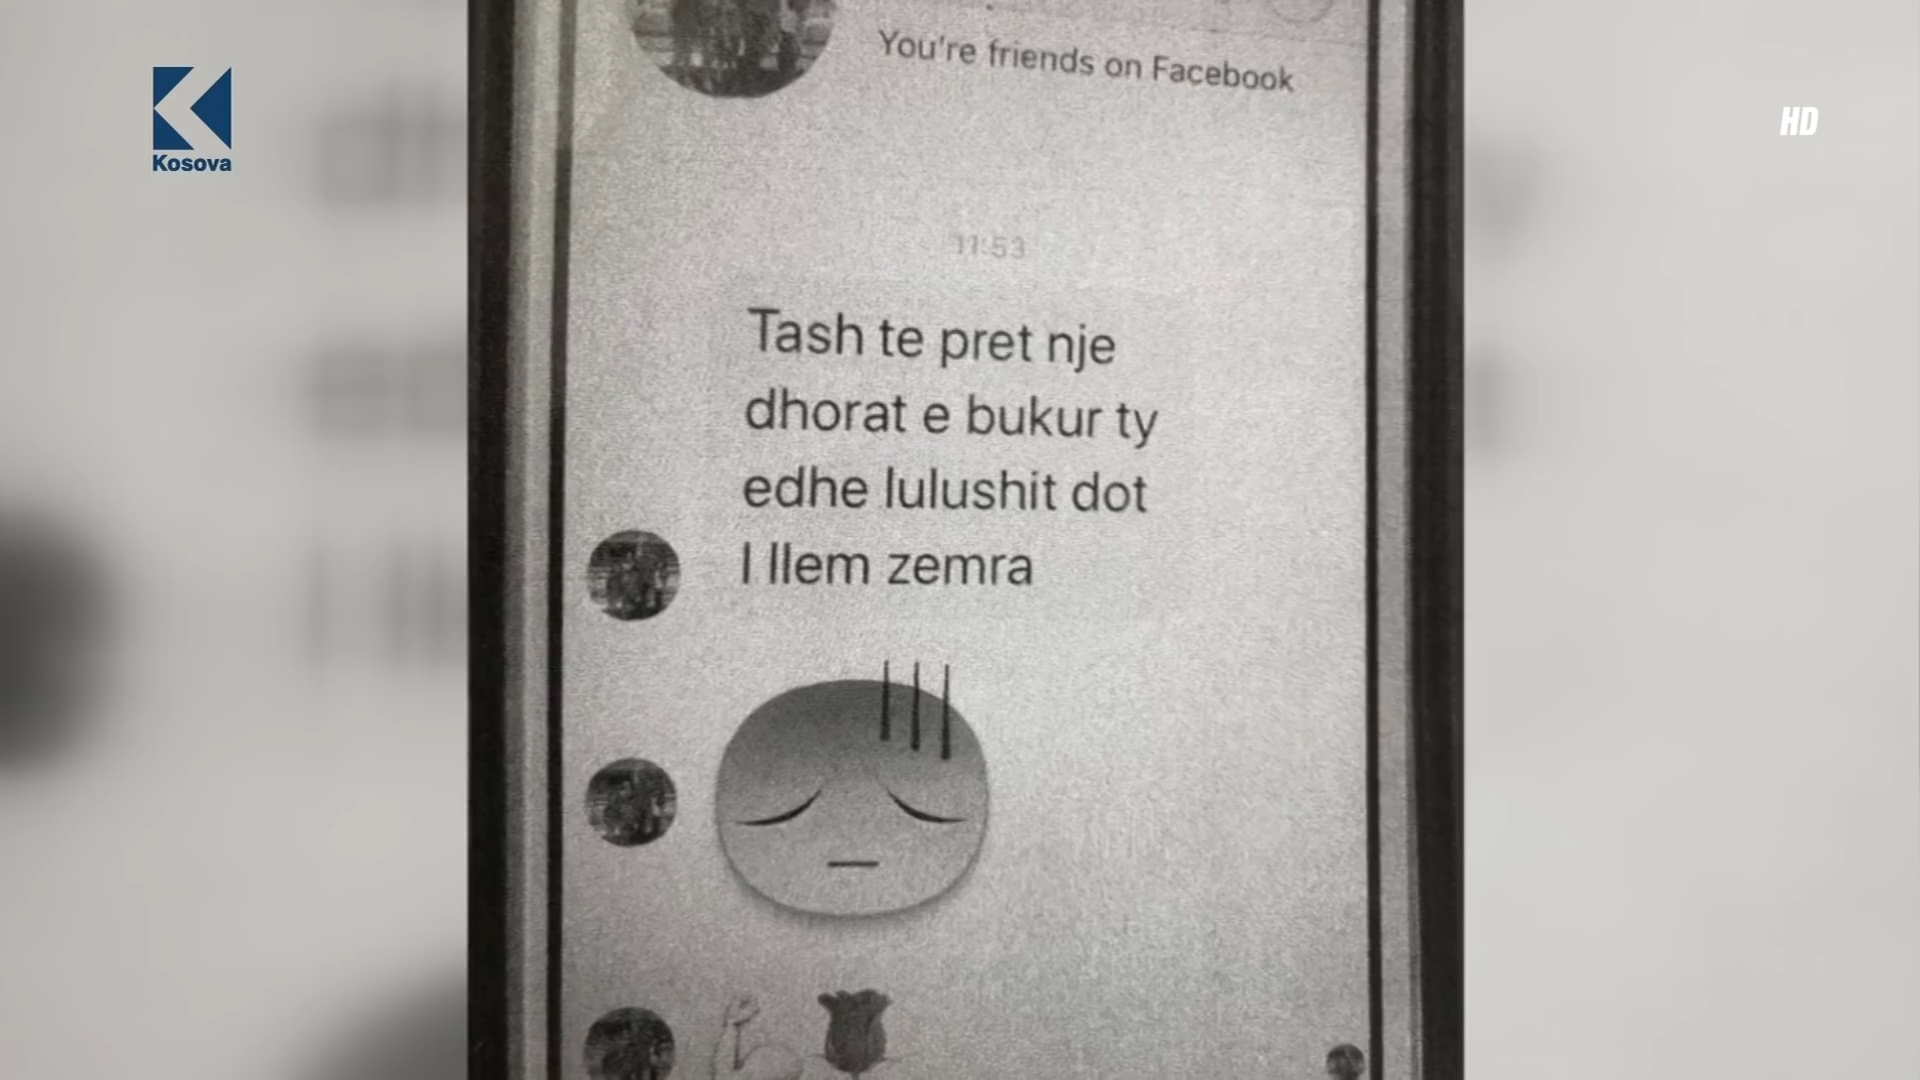 Kosova
HD
You're friends on Facebook
11:53
Tash te pret nje
dhorat e bukur ty
edhe lulushit dot
I llem zemra